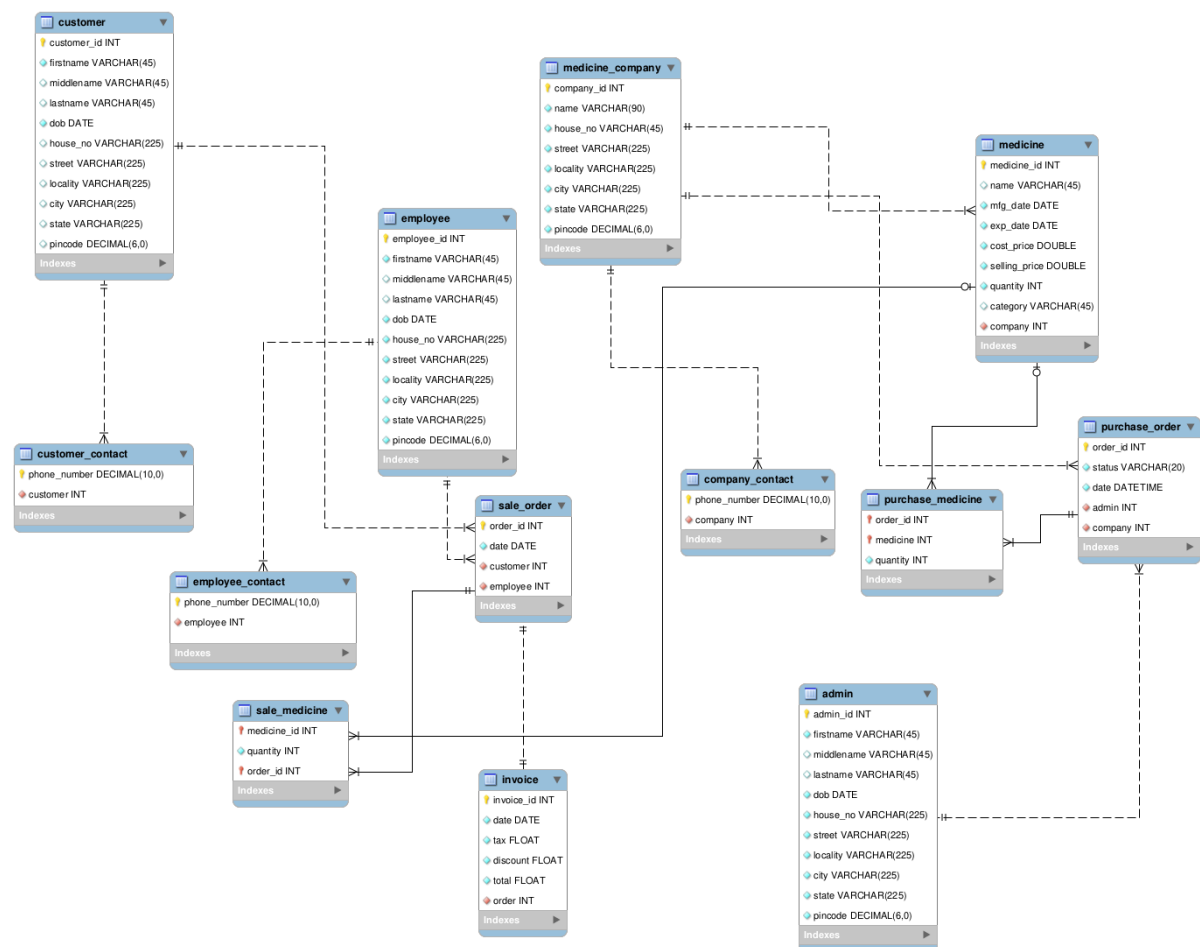 customer
customer_id INT
firstname VARCHAR(45)
middlename VARCHAR(45)
lastname VARCHAR(45)
dob DATE
house_no VARCHAR(225)
street VARCHAR(225)
locality VARCHAR(225)
city VARCHAR(225)
state VARCHAR(225)
pincode DECIMAL(6,0)
Indexes
medicine_company
company_id INT
name VARCHAR(90)
house_no VARCHAR(45)
street VARCHAR(225)
locality VARCHAR(225)
city VARCHAR(225)
state VARCHAR(225)
pincode DECIMAL(6,0)
Indexes
medicine
medicine_id INT
name VARCHAR(45)
mfg_date DATE
exp_date DATE
cost_price DOUBLE
selling_price DOUBLE
quantity INT
category VARCHAR(45)
company INT
Indexes
employee
employee_id INT
firstname VARCHAR(45)
middlename VARCHAR(45)
lastname VARCHAR(45)
dob DATE
house_no VARCHAR(225)
street VARCHAR(225)
locality VARCHAR(225)
city VARCHAR(225)
state VARCHAR(225)
pincode DECIMAL(6,0)
Indexes
customer_contact
phone_number DECIMAL(10,0)
customer INT
Indexes
company_contact
phone_number DECIMAL(10,0)
company INT
Indexes
purchase_medicine
order_id INT
medicine INT
quantity INT
Indexes
purchase_order
order_id INT
status VARCHAR(20)
date DATETIME
admin INT
company INT
Indexes
employee_contact
phone_number DECIMAL(10,0)
employee INT
Indexes
sale_order
order_id INT
date DATE
customer INT
employee INT
Indexes
sale_medicine
medicine_id INT
quantity INT
order_id INT
Indexes
invoice
invoice_id INT
date DATE
tax FLOAT
discount FLOAT
total FLOAT
order INT
Indexes
admin
admin_id INT
firstname VARCHAR(45)
middlename VARCHAR(45)
lastname VARCHAR(45)
dob DATE
house_no VARCHAR(225)
street VARCHAR(225)
locality VARCHAR(225)
city VARCHAR(225)
state VARCHAR(225)
pincode DECIMAL(6,0)
Indexes